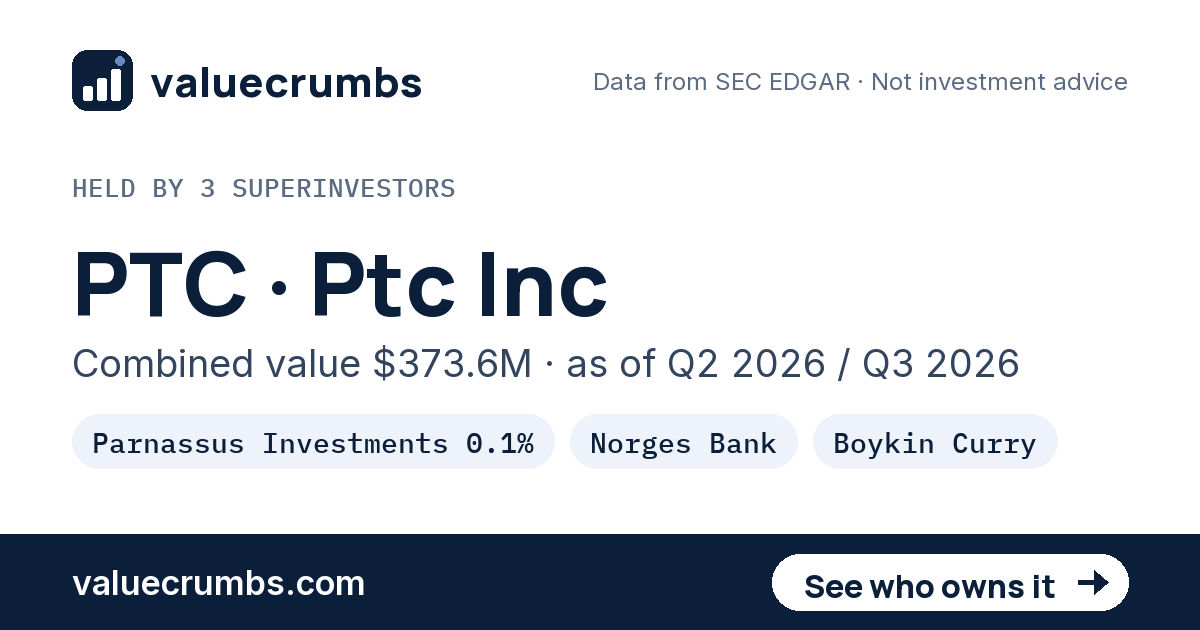 valuecrumbs
Data from SEC EDGAR · Not investment advice
HELD BY 3 SUPERINVESTORS
PTC · Ptc Inc
Combined value $373.6M · as of Q2 2026 / Q3 2026
Parnassus Investments 0.1% Norges Bank Boykin Curry
valuecrumbs.com
See who owns it →